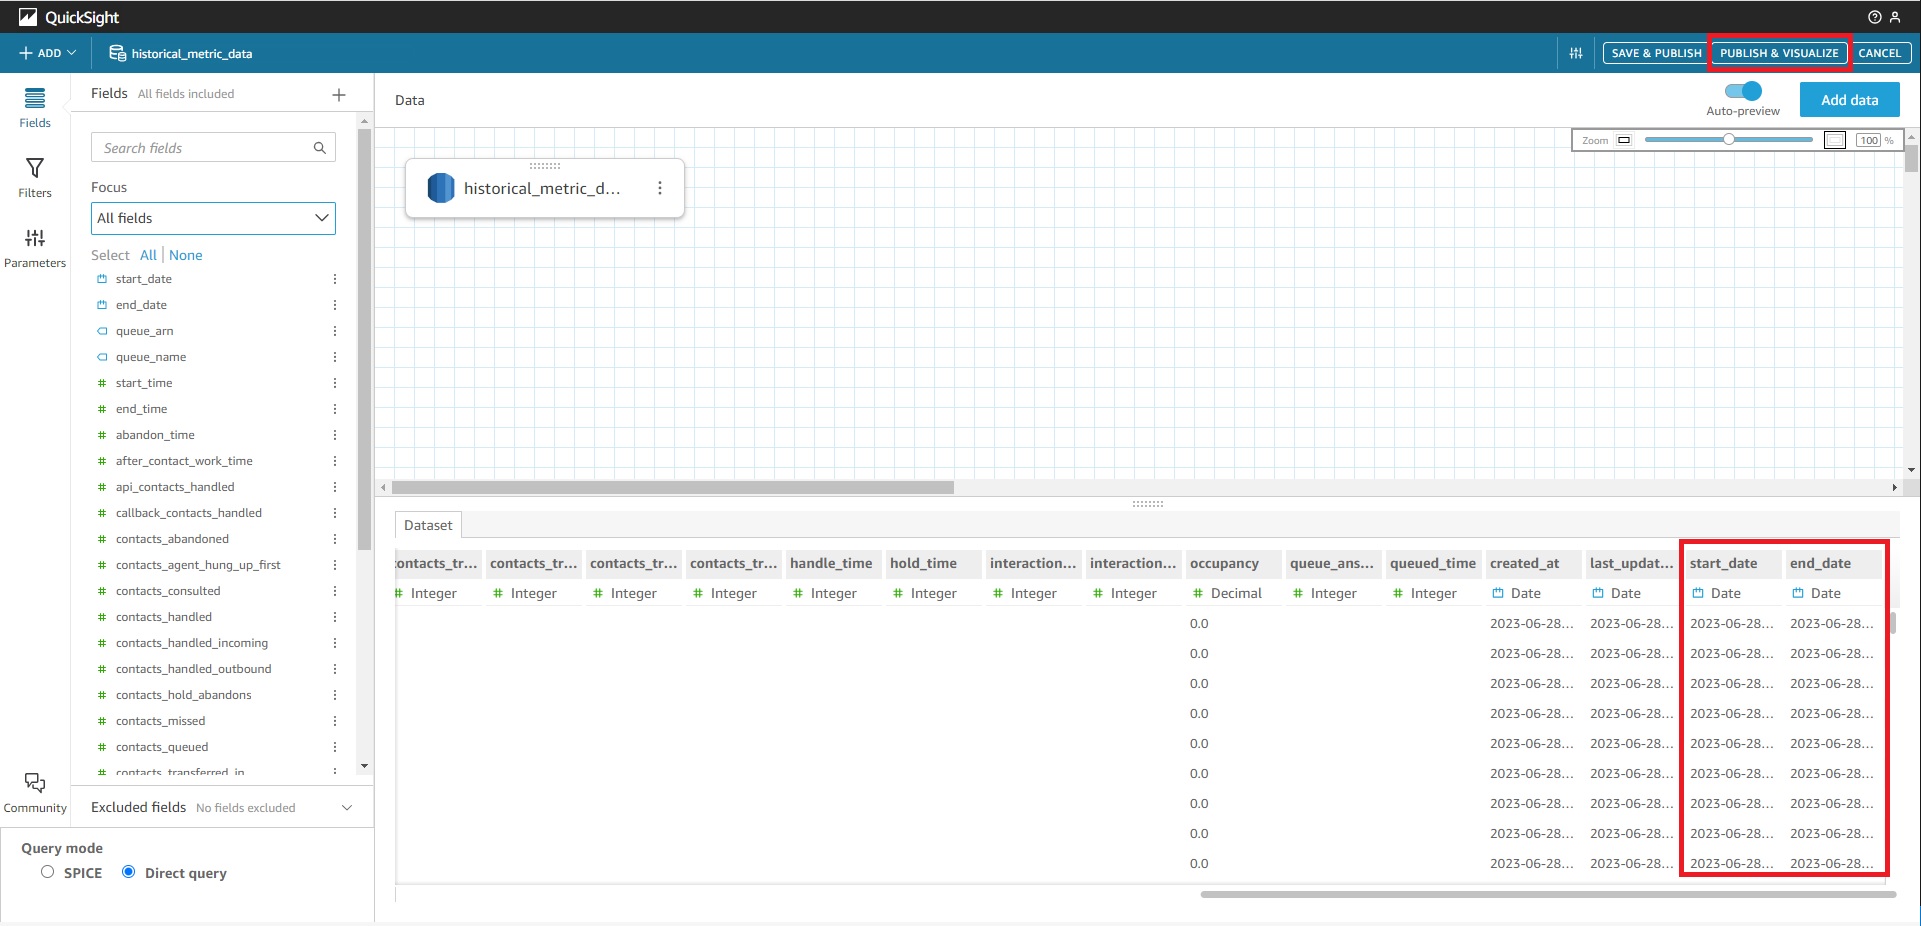 QuickSight
ADD
historical_metric_data
SAVE & PUBLISH
PUBLISH & VISUALIZE
CANCEL
Fields
Filters
Parameters
Community
Fields All fields included
Search fields
Focus
All fields
Select All | None
start_date
end_date
queue_arn
queue_name
start_time
end_time
abandon_time
after_contact_work_time
api_contacts_handled
callback_contacts_handled
contacts_abandoned
contacts_agent_hung_up_first
contacts_consulted
contacts_handled
contacts_handled_incoming
contacts_handled_outbound
contacts_hold_abandons
contacts_missed
contacts_queued
contacts_transferred_in
Excluded fields No fields excluded
Query mode
SPICE Direct query
Data
Auto-preview
Add data
Zoom 100 %
historical_metric_d...
Dataset
contacts_tr... contacts_tr... contacts_tr... contacts_tr... handle_time hold_time interaction... interaction... occupancy queue_ans... queued_time created_at last_updat... start_date end_date
# Integer # Integer # Integer # Integer # Integer # Integer # Integer # Integer # Decimal # Integer # Integer Date Date Date Date
0.0 2023-06-28... 2023-06-28... 2023-06-28... 2023-06-28...
0.0 2023-06-28... 2023-06-28... 2023-06-28... 2023-06-28...
0.0 2023-06-28... 2023-06-28... 2023-06-28... 2023-06-28...
0.0 2023-06-28... 2023-06-28... 2023-06-28... 2023-06-28...
0.0 2023-06-28... 2023-06-28... 2023-06-28... 2023-06-28...
0.0 2023-06-28... 2023-06-28... 2023-06-28... 2023-06-28...
0.0 2023-06-28... 2023-06-28... 2023-06-28... 2023-06-28...
0.0 2023-06-28... 2023-06-28... 2023-06-28... 2023-06-28...
0.0 2023-06-28... 2023-06-28... 2023-06-28... 2023-06-28...